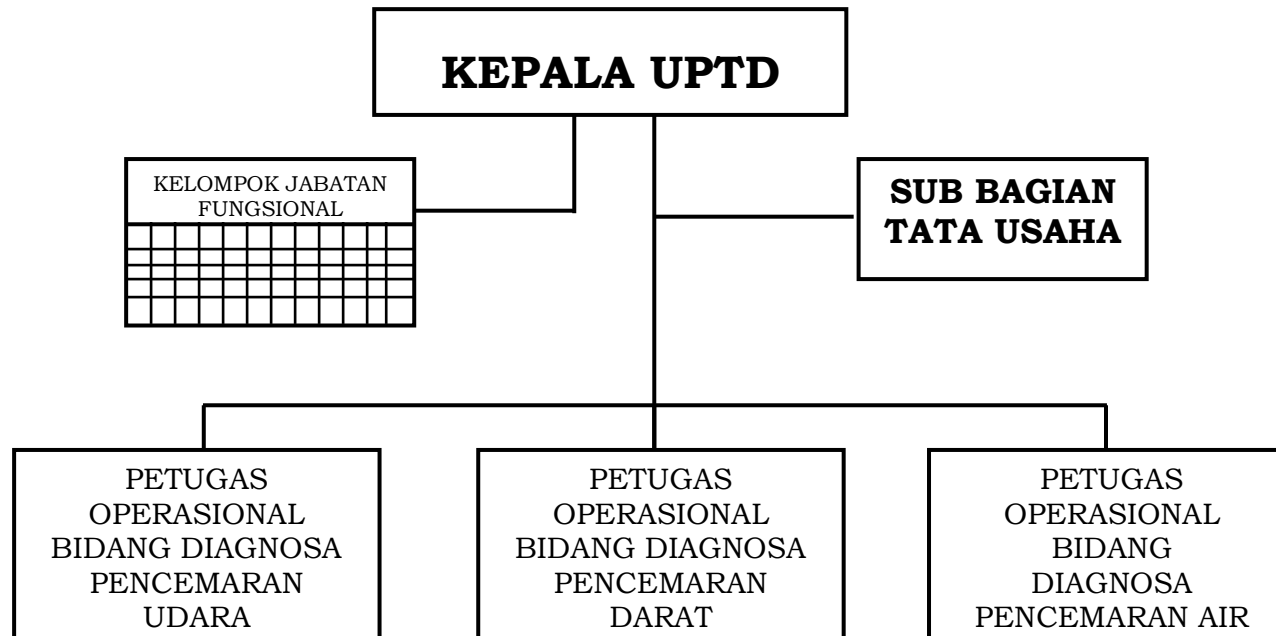 KEPALA UPTD
KELOMPOK JABATAN
FUNGSIONAL
SUB BAGIAN
TATA USAHA
PETUGAS
OPERASIONAL
BIDANG DIAGNOSA
PENCEMARAN
UDARA
PETUGAS
OPERASIONAL
BIDANG DIAGNOSA
PENCEMARAN
DARAT
PETUGAS
OPERASIONAL
BIDANG
DIAGNOSA
PENCEMARAN AIR